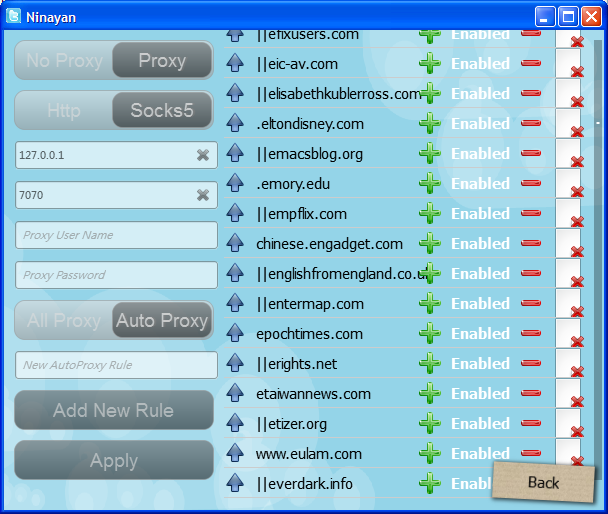 Ninayan
No Proxy Proxy
Http Socks5
127.0.0.1
7070
Proxy User Name
Proxy Password
All Proxy Auto Proxy
New AutoProxy Rule
Add New Rule
Apply
||efixusers.com Enabled
||eic-av.com Enabled
||elisabethkublerross.com Enabled
.eltondisney.com Enabled
||emacsblog.org Enabled
.emory.edu Enabled
||empflix.com Enabled
chinese.engadget.com Enabled
||englishfromengland.co.uk Enabled
||entermap.com Enabled
epochtimes.com Enabled
||erights.net Enabled
etaiwannews.com Enabled
||etizer.org Enabled
www.eulam.com Enabled
||everdark.info Enabled
Back